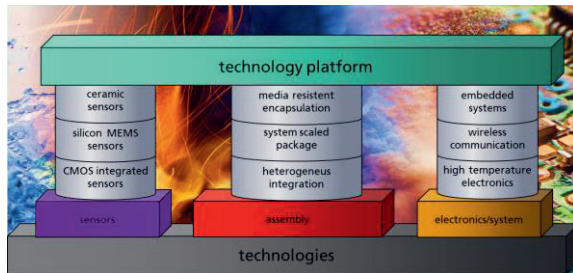 technology platform
ceramic
sensors
silicon MEMS
sensors
CMOS integrated
sensors
sensors
media resistent
encapsulation
system scaled
package
heterogeneus
integration
assembly
embedded
systems
wireless
communication
high temperature
electronics
electronics/system
technologies